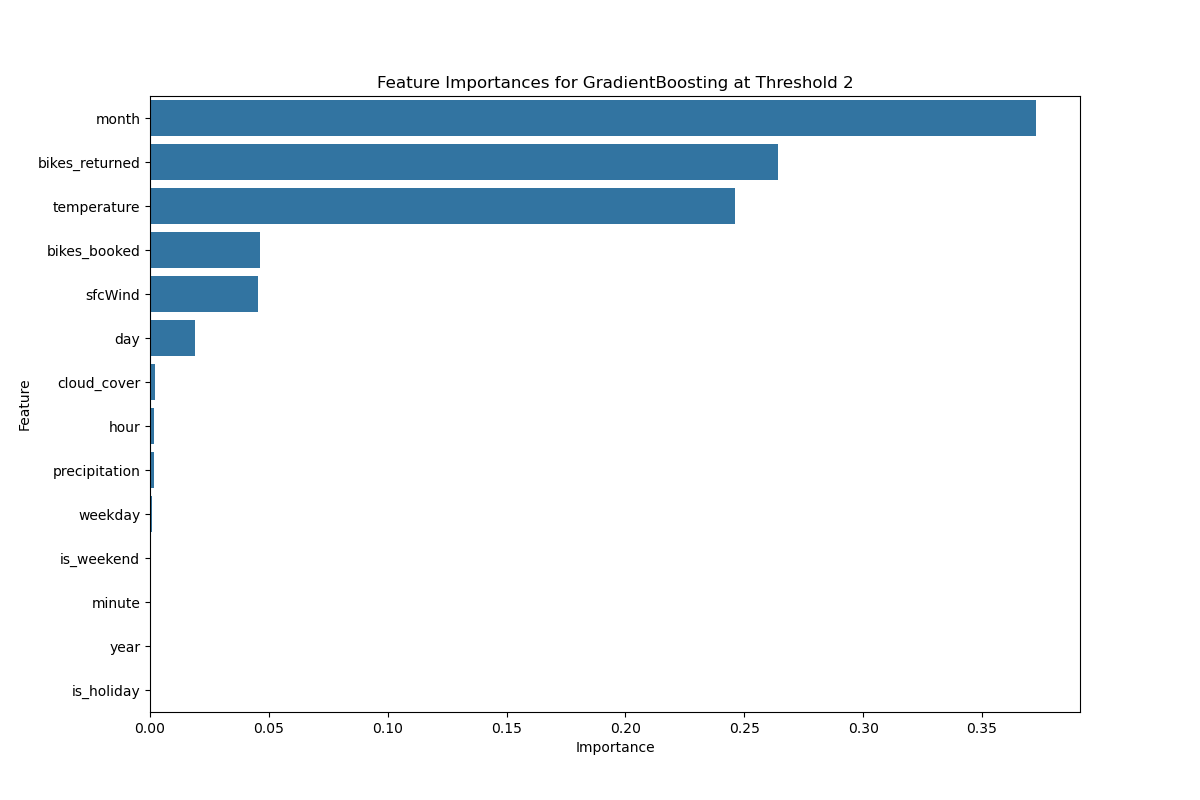 Feature Importances for GradientBoosting at Threshold 2
Feature
month
bikes_returned
temperature
bikes_booked
sfcWind
day
cloud_cover
hour
precipitation
weekday
is_weekend
minute
year
is_holiday
0.00 0.05 0.10 0.15 0.20 0.25 0.30 0.35
Importance